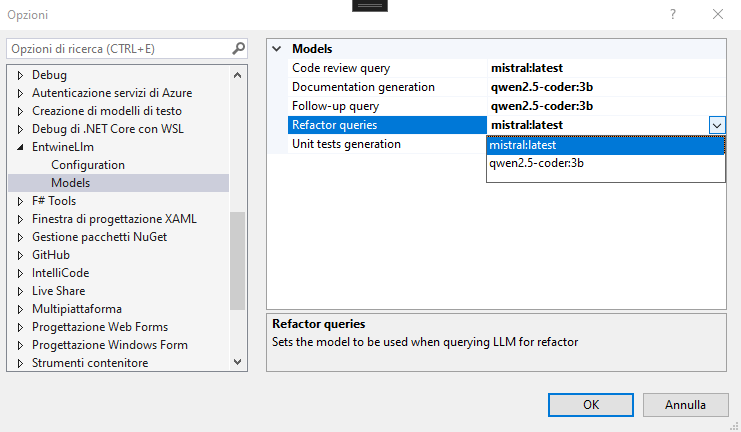 Opzioni
Opzioni di ricerca (CTRL+E)
Debug
Autenticazione servizi di Azure
Creazione di modelli di testo
Debug di .NET Core con WSL
EntwineLlm
Configuration
Models
F# Tools
Finestra di progettazione XAML
Gestione pacchetti NuGet
GitHub
IntelliCode
Live Share
Multipiattaforma
Progettazione Web Forms
Progettazione Windows Form
Strumenti contenitore
Models
Code review query mistral:latest
Documentation generation qwen2.5-coder:3b
Follow-up query qwen2.5-coder:3b
Refactor queries mistral:latest
Unit tests generation
mistral:latest
qwen2.5-coder:3b
Refactor queries
Sets the model to be used when querying LLM for refactor
OK
Annulla